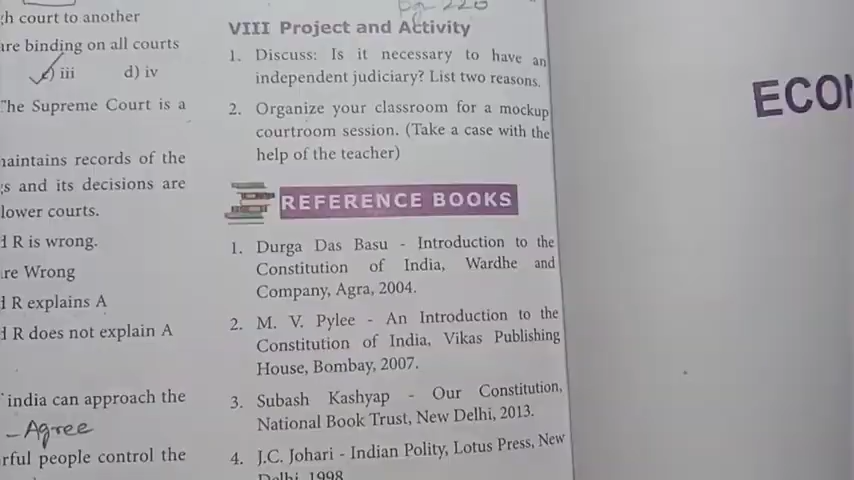 gh court to another
are binding on all courts
iii d) iv
The Supreme Court is a
maintains records of the
gs and its decisions are
lower courts.
d R is wrong.
are Wrong
d R explains A
d R does not explain A
india can approach the
- Agree
rful people control the
pg-220
VIII Project and Activity
1. Discuss: Is it necessary to have an
independent judiciary? List two reasons.
2. Organize your classroom for a mockup
courtroom session. (Take a case with the
help of the teacher)
REFERENCE BOOKS
1. Durga Das Basu - Introduction to the
Constitution of India, Wardhe and
Company, Agra, 2004.
2. M. V. Pylee - An Introduction to the
Constitution of India, Vikas Publishing
House, Bombay, 2007.
3. Subash Kashyap - Our Constitution,
National Book Trust, New Delhi, 2013.
4. J.C. Johari - Indian Polity, Lotus Press, New
Delhi, 1998
ECON